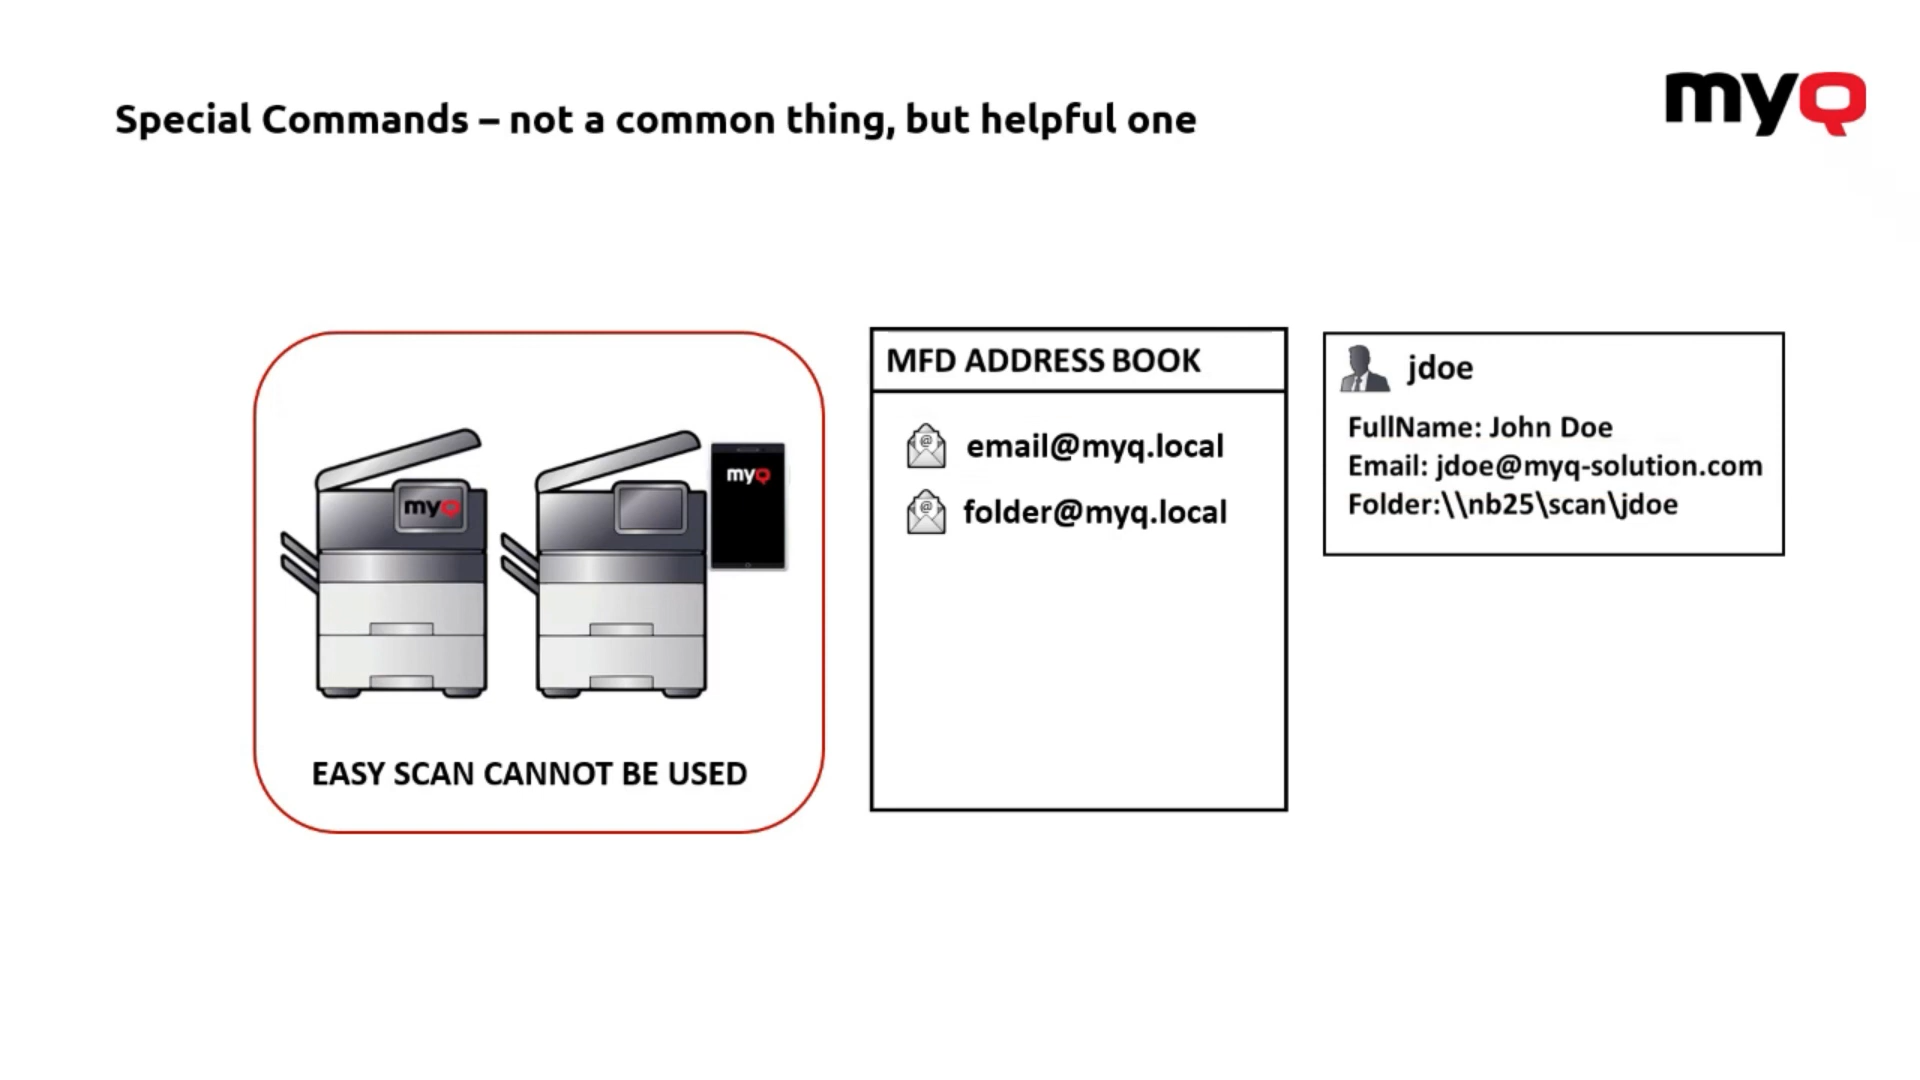 Special Commands – not a common thing, but helpful one
myQ
myQ
myQ
EASY SCAN CANNOT BE USED
MFD ADDRESS BOOK
@ email@myq.local
@ folder@myq.local
jdoe
FullName: John Doe
Email: jdoe@myq-solution.com
Folder:\\nb25\scan\jdoe